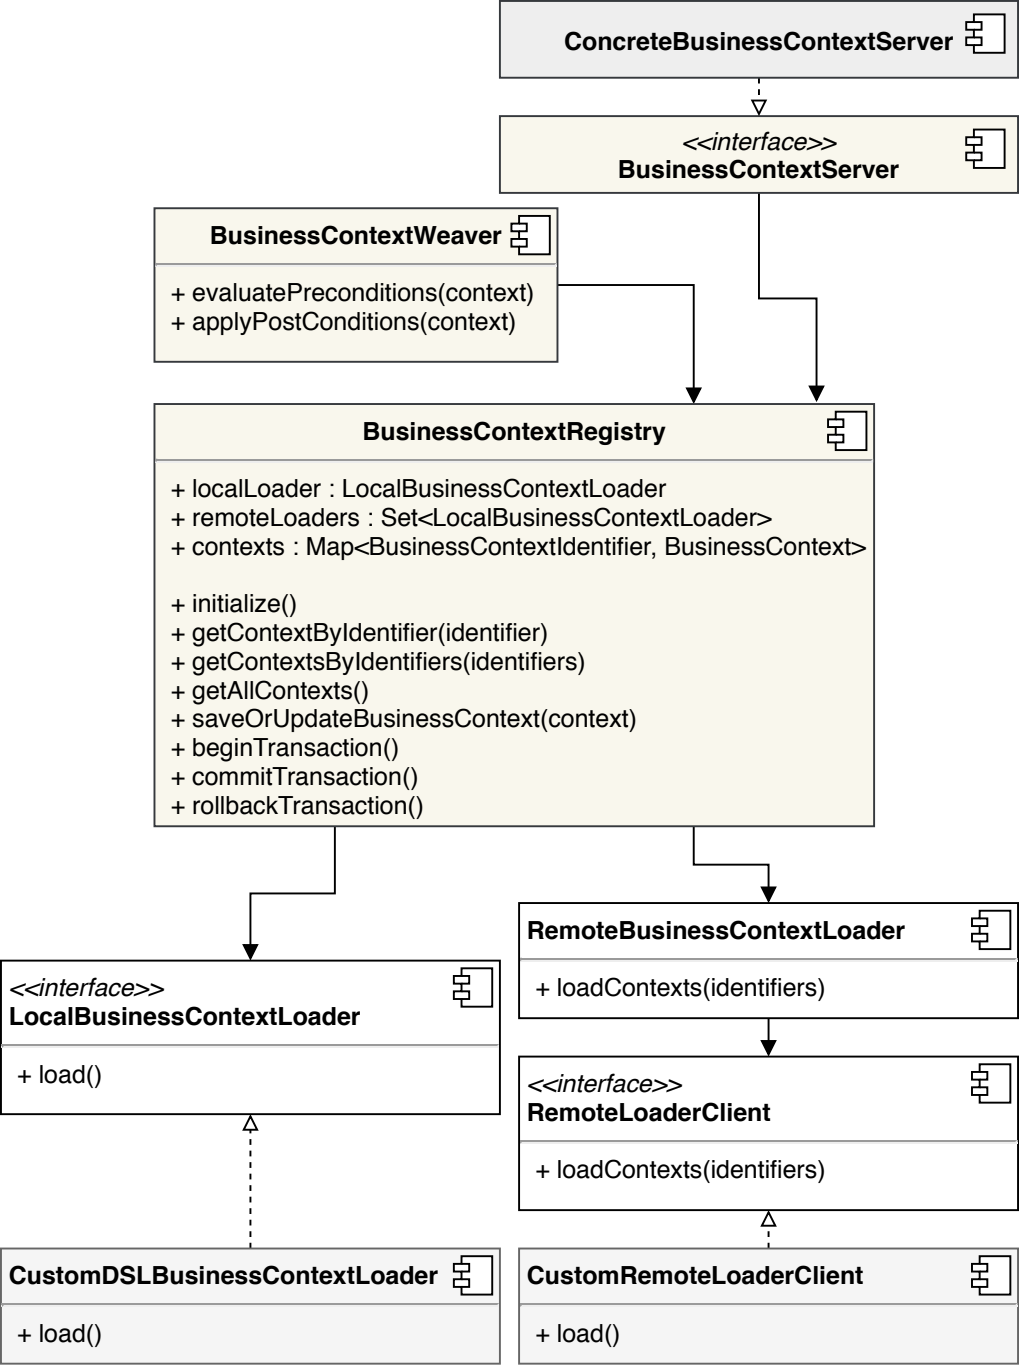 ConcreteBusinessContextServer
<<interface>>
BusinessContextServer
BusinessContextWeaver
+ evaluatePreconditions(context)
+ applyPostConditions(context)
BusinessContextRegistry
+ localLoader : LocalBusinessContextLoader
+ remoteLoaders : Set<LocalBusinessContextLoader>
+ contexts : Map<BusinessContextIdentifier, BusinessContext>
+ initialize()
+ getContextByIdentifier(identifier)
+ getContextsByIdentifiers(identifiers)
+ getAllContexts()
+ saveOrUpdateBusinessContext(context)
+ beginTransaction()
+ commitTransaction()
+ rollbackTransaction()
<<interface>>
LocalBusinessContextLoader
+ load()
RemoteBusinessContextLoader
+ loadContexts(identifiers)
<<interface>>
RemoteLoaderClient
+ loadContexts(identifiers)
CustomDSLBusinessContextLoader
+ load()
CustomRemoteLoaderClient
+ load()